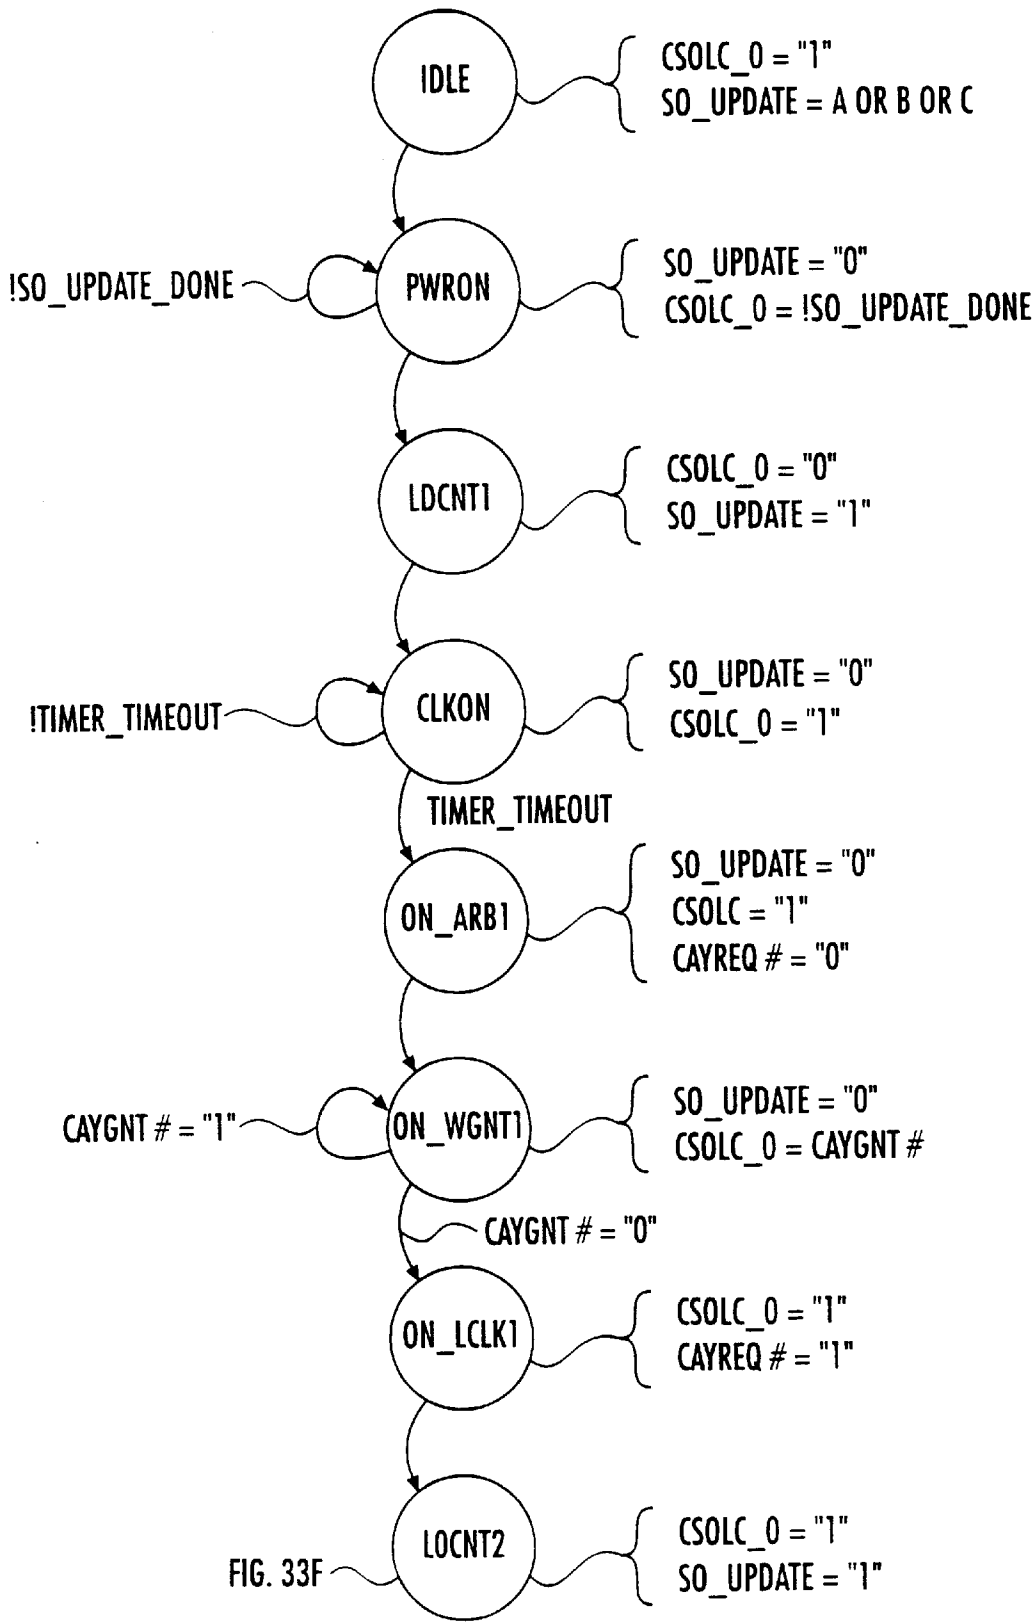 IDLE
CSOLC_0 = "1"
SO_UPDATE = A OR B OR C
!SO_UPDATE_DONE
PWRON
SO_UPDATE = "0"
CSOLC_0 = !SO_UPDATE_DONE
LDCNT1
CSOLC_0 = "0"
SO_UPDATE = "1"
!TIMER_TIMEOUT
CLKON
SO_UPDATE = "0"
CSOLC_0 = "1"
TIMER_TIMEOUT
ON_ARB1
SO_UPDATE = "0"
CSOLC = "1"
CAYREQ # = "0"
CAYGNT # = "1"
ON_WGNT1
SO_UPDATE = "0"
CSOLC_0 = CAYGNT #
CAYGNT # = "0"
ON_LCLK1
CSOLC_0 = "1"
CAYREQ # = "1"
LOCNT2
CSOLC_0 = "1"
SO_UPDATE = "1"
FIG. 33F